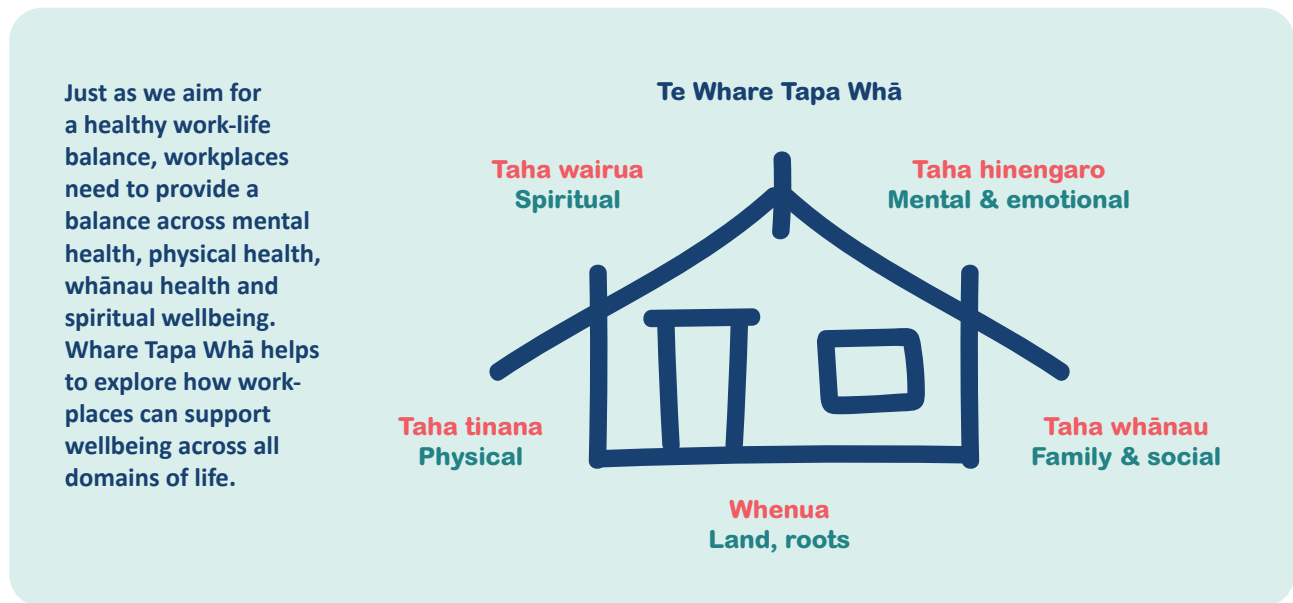 Just as we aim for
a healthy work-life
balance, workplaces
need to provide a
balance across mental
health, physical health,
whānau health and
spiritual wellbeing.
Whare Tapa Whā helps
to explore how work-
places can support
wellbeing across all
domains of life.
Te Whare Tapa Whā
Taha wairua
Spiritual
Taha hinengaro
Mental & emotional
Taha tinana
Physical
Taha whānau
Family & social
Whenua
Land, roots